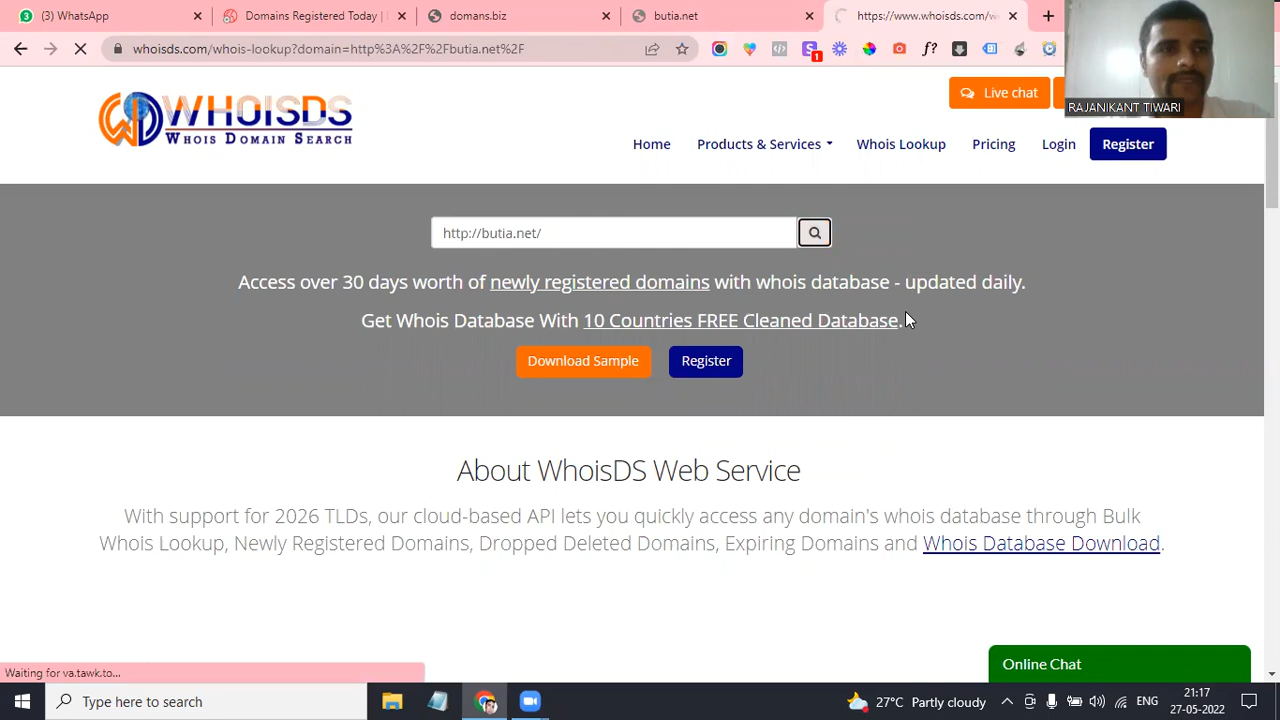 (3) WhatsApp
Domains Registered Today |
domans.biz
butia.net
https://www.whoisds.com/w
whoisds.com/whois-lookup?domain=http%3A%2F%2Fbutia.net%2F
f?
1
RAJANIKANT TIWARI
WHOISDS
WHOIS DOMAIN SEARCH
Live chat
Home
Products & Services
Whois Lookup
Pricing
Login
Register
http://butia.net/
Access over 30 days worth of newly registered domains with whois database - updated daily.
Get Whois Database With 10 Countries FREE Cleaned Database.
Download Sample
Register
About WhoisDS Web Service
With support for 2026 TLDs, our cloud-based API lets you quickly access any domain's whois database through Bulk
Whois Lookup, Newly Registered Domains, Dropped Deleted Domains, Expiring Domains and Whois Database Download.
Online Chat
Waiting for va.tawk.to...
Type here to search
27°C Partly cloudy
ENG
21:17
27-05-2022